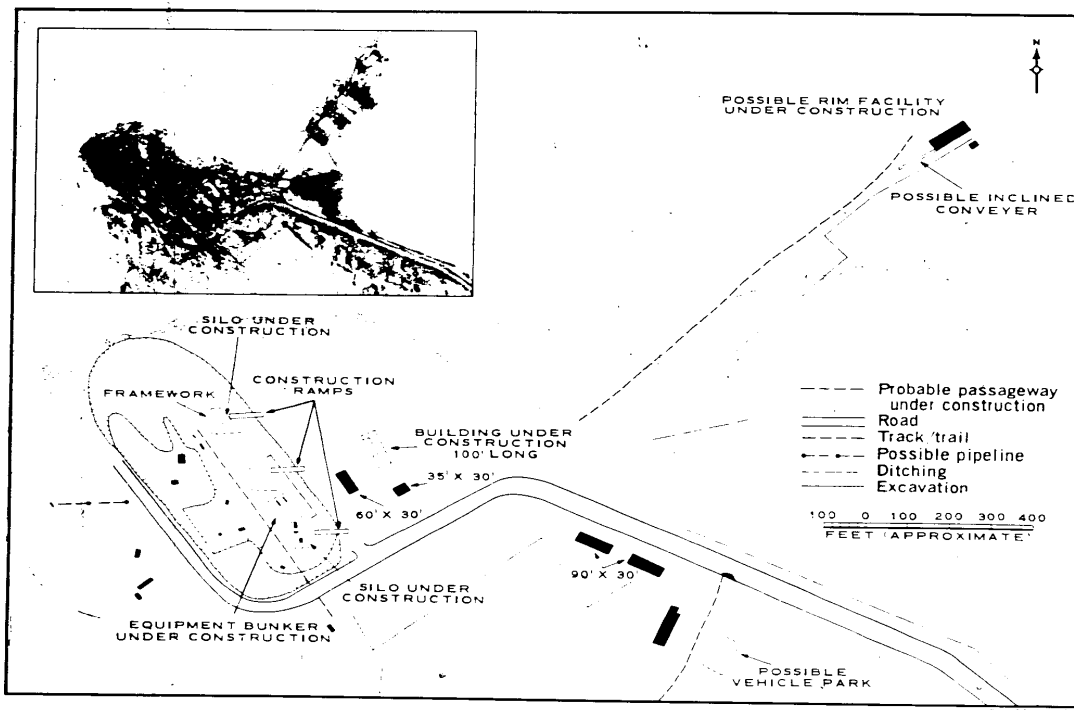 N
POSSIBLE RIM FACILITY
UNDER CONSTRUCTION
POSSIBLE INCLINED
CONVEYER
SILO UNDER
CONSTRUCTION
FRAMEWORK
CONSTRUCTION
RAMPS
BUILDING UNDER
CONSTRUCTION
100' LONG
35' X 30'
60' X 30'
90' X 30'
SILO UNDER
CONSTRUCTION
EQUIPMENT BUNKER
UNDER CONSTRUCTION
POSSIBLE
VEHICLE PARK
Probable passageway
under construction
Road
Track/trail
Possible pipeline
Ditching
Excavation
100 0 100 200 300 400
FEET (APPROXIMATE)